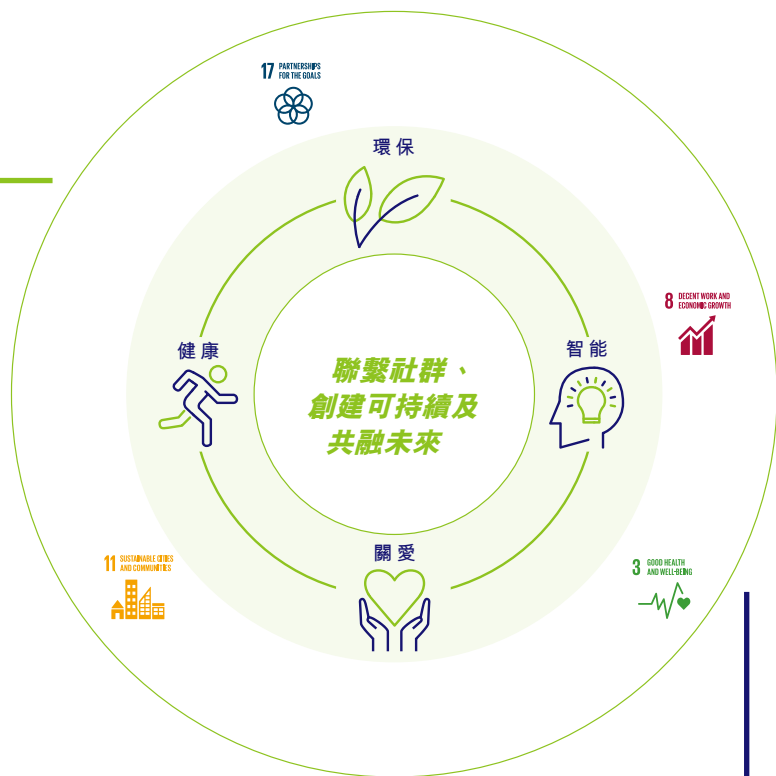 17 PARTNERSHIPS
FOR THE GOALS
環保
8 DECENT WORK AND
ECONOMIC GROWTH
健康
智能
聯繫社群、
創建可持續及
共融未來
關愛
11 SUSTAINABLE CITIES
AND COMMUNITIES
3 GOOD HEALTH
AND WELL-BEING